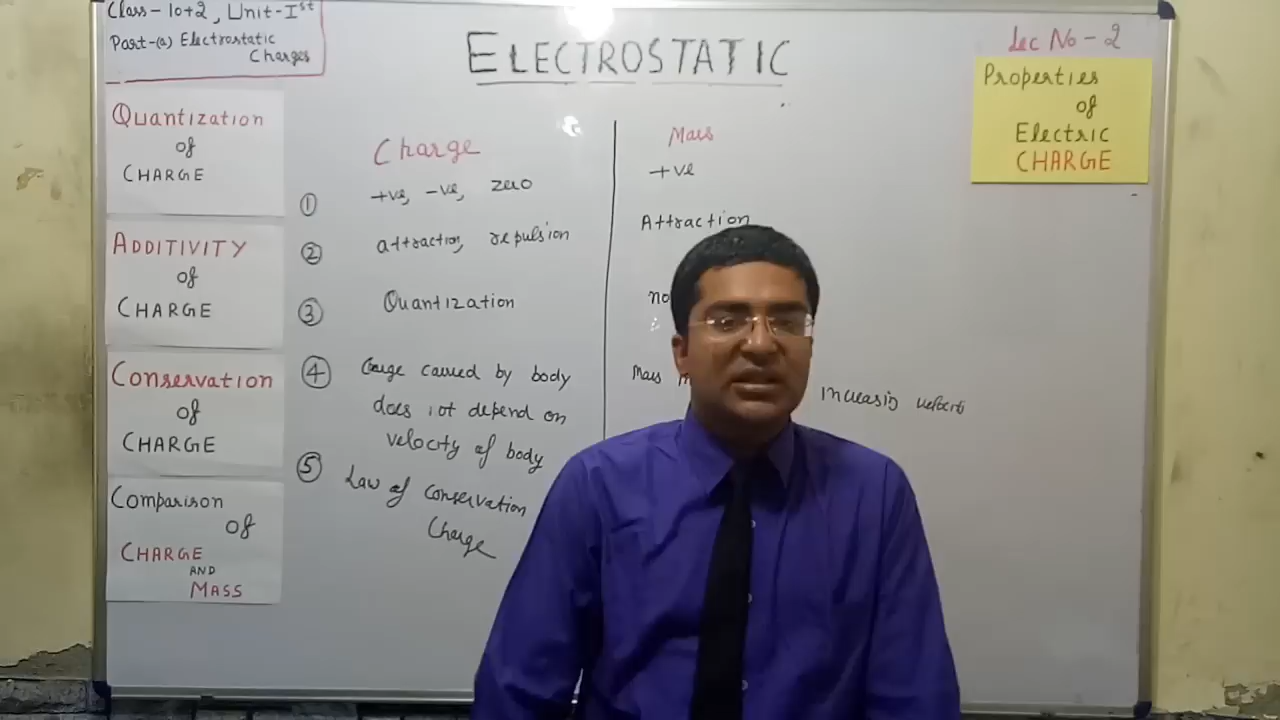 Class-10+2, Unit-Ist
Part-(a) Electrostatic
Charges
ELECTROSTATIC
Lec No-2
Properties
of
Electric
CHARGE
Quantization
of
CHARGE
ADDITIVITY
of
CHARGE
Conservation
of
CHARGE
Comparison
of
CHARGE
AND
MASS
Charge
① +ve, -ve, zero
② attraction, repulsion
③ Quantization
④ Charge carried by body
does not depend on
velocity of body
⑤ Law of Conservation
Charge
Mass
+ve
Attraction
no
Mass
increasing velocity